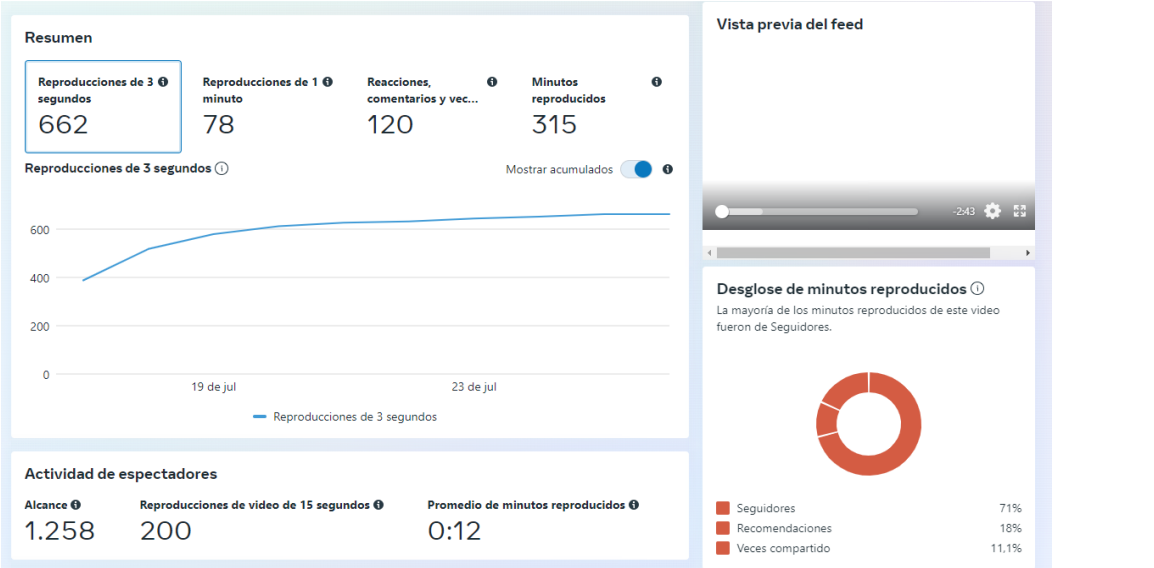 Resumen
Reproducciones de 3 segundos
662
Reproducciones de 1 minuto
78
Reacciones, comentarios y vec...
120
Minutos reproducidos
315
Reproducciones de 3 segundos
Mostrar acumulados
600
400
200
0
19 de jul
23 de jul
Reproducciones de 3 segundos
Actividad de espectadores
Alcance
1.258
Reproducciones de video de 15 segundos
200
Promedio de minutos reproducidos
0:12
Vista previa del feed
-2:43
Desglose de minutos reproducidos
La mayoría de los minutos reproducidos de este video
fueron de Seguidores.
Seguidores 71%
Recomendaciones 18%
Veces compartido 11,1%